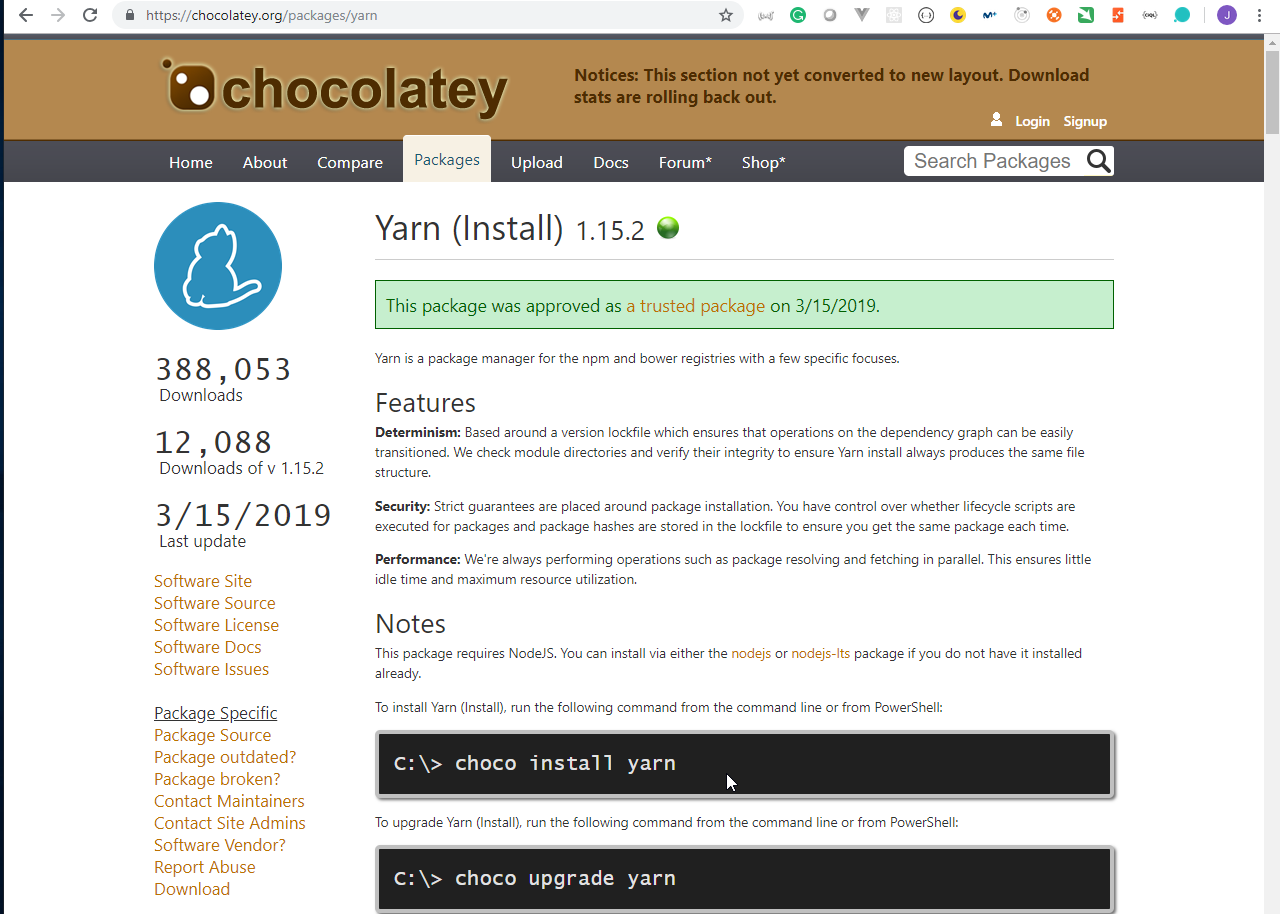 https://chocolatey.org/packages/yarn
J
chocolatey
Notices: This section not yet converted to new layout. Download
stats are rolling back out.
Login Signup
Home About Compare Packages Upload Docs Forum* Shop*
Search Packages
Yarn (Install) 1.15.2
This package was approved as a trusted package on 3/15/2019.
388,053
Downloads
12,088
Downloads of v 1.15.2
3/15/2019
Last update
Software Site
Software Source
Software License
Software Docs
Software Issues
Package Specific
Package Source
Package outdated?
Package broken?
Contact Maintainers
Contact Site Admins
Software Vendor?
Report Abuse
Download
Yarn is a package manager for the npm and bower registries with a few specific focuses.
Features
Determinism: Based around a version lockfile which ensures that operations on the dependency graph can be easily
transitioned. We check module directories and verify their integrity to ensure Yarn install always produces the same file
structure.
Security: Strict guarantees are placed around package installation. You have control over whether lifecycle scripts are
executed for packages and package hashes are stored in the lockfile to ensure you get the same package each time.
Performance: We're always performing operations such as package resolving and fetching in parallel. This ensures little
idle time and maximum resource utilization.
Notes
This package requires NodeJS. You can install via either the nodejs or nodejs-lts package if you do not have it installed
already.
To install Yarn (Install), run the following command from the command line or from PowerShell:
C:\> choco install yarn
To upgrade Yarn (Install), run the following command from the command line or from PowerShell:
C:\> choco upgrade yarn